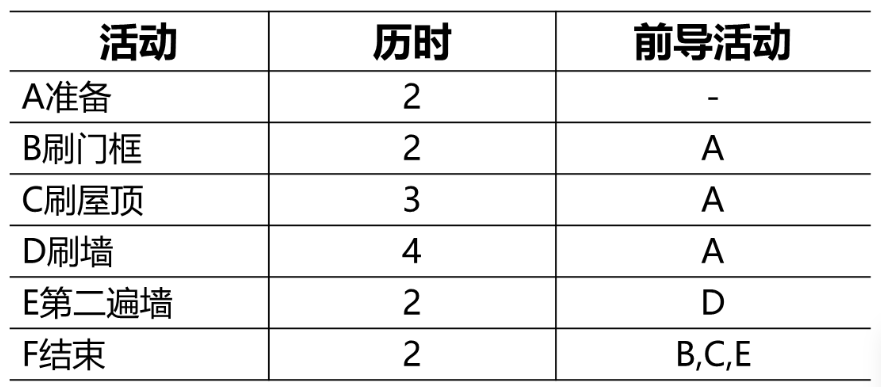 活动 历时 前导活动
A准备 2 -
B刷门框 2 A
C刷屋顶 3 A
D刷墙 4 A
E第二遍墙 2 D
F结束 2 B,C,E